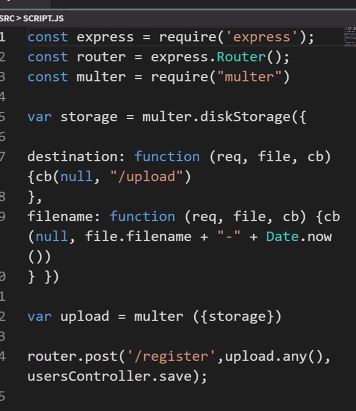 SRC > SCRIPT.JS
1 const express = require('express');
2 const router = express.Router();
3 const multer = require("multer")
4
5 var storage = multer.diskStorage({
6
7 destination: function (req, file, cb)
{cb(null, "/upload")
8 },
9 filename: function (req, file, cb) {cb
(null, file.filename + "-" + Date.now
())
0 } })
1
2 var upload = multer ({storage})
3
4 router.post('/register',upload.any(),
usersController.save);
5